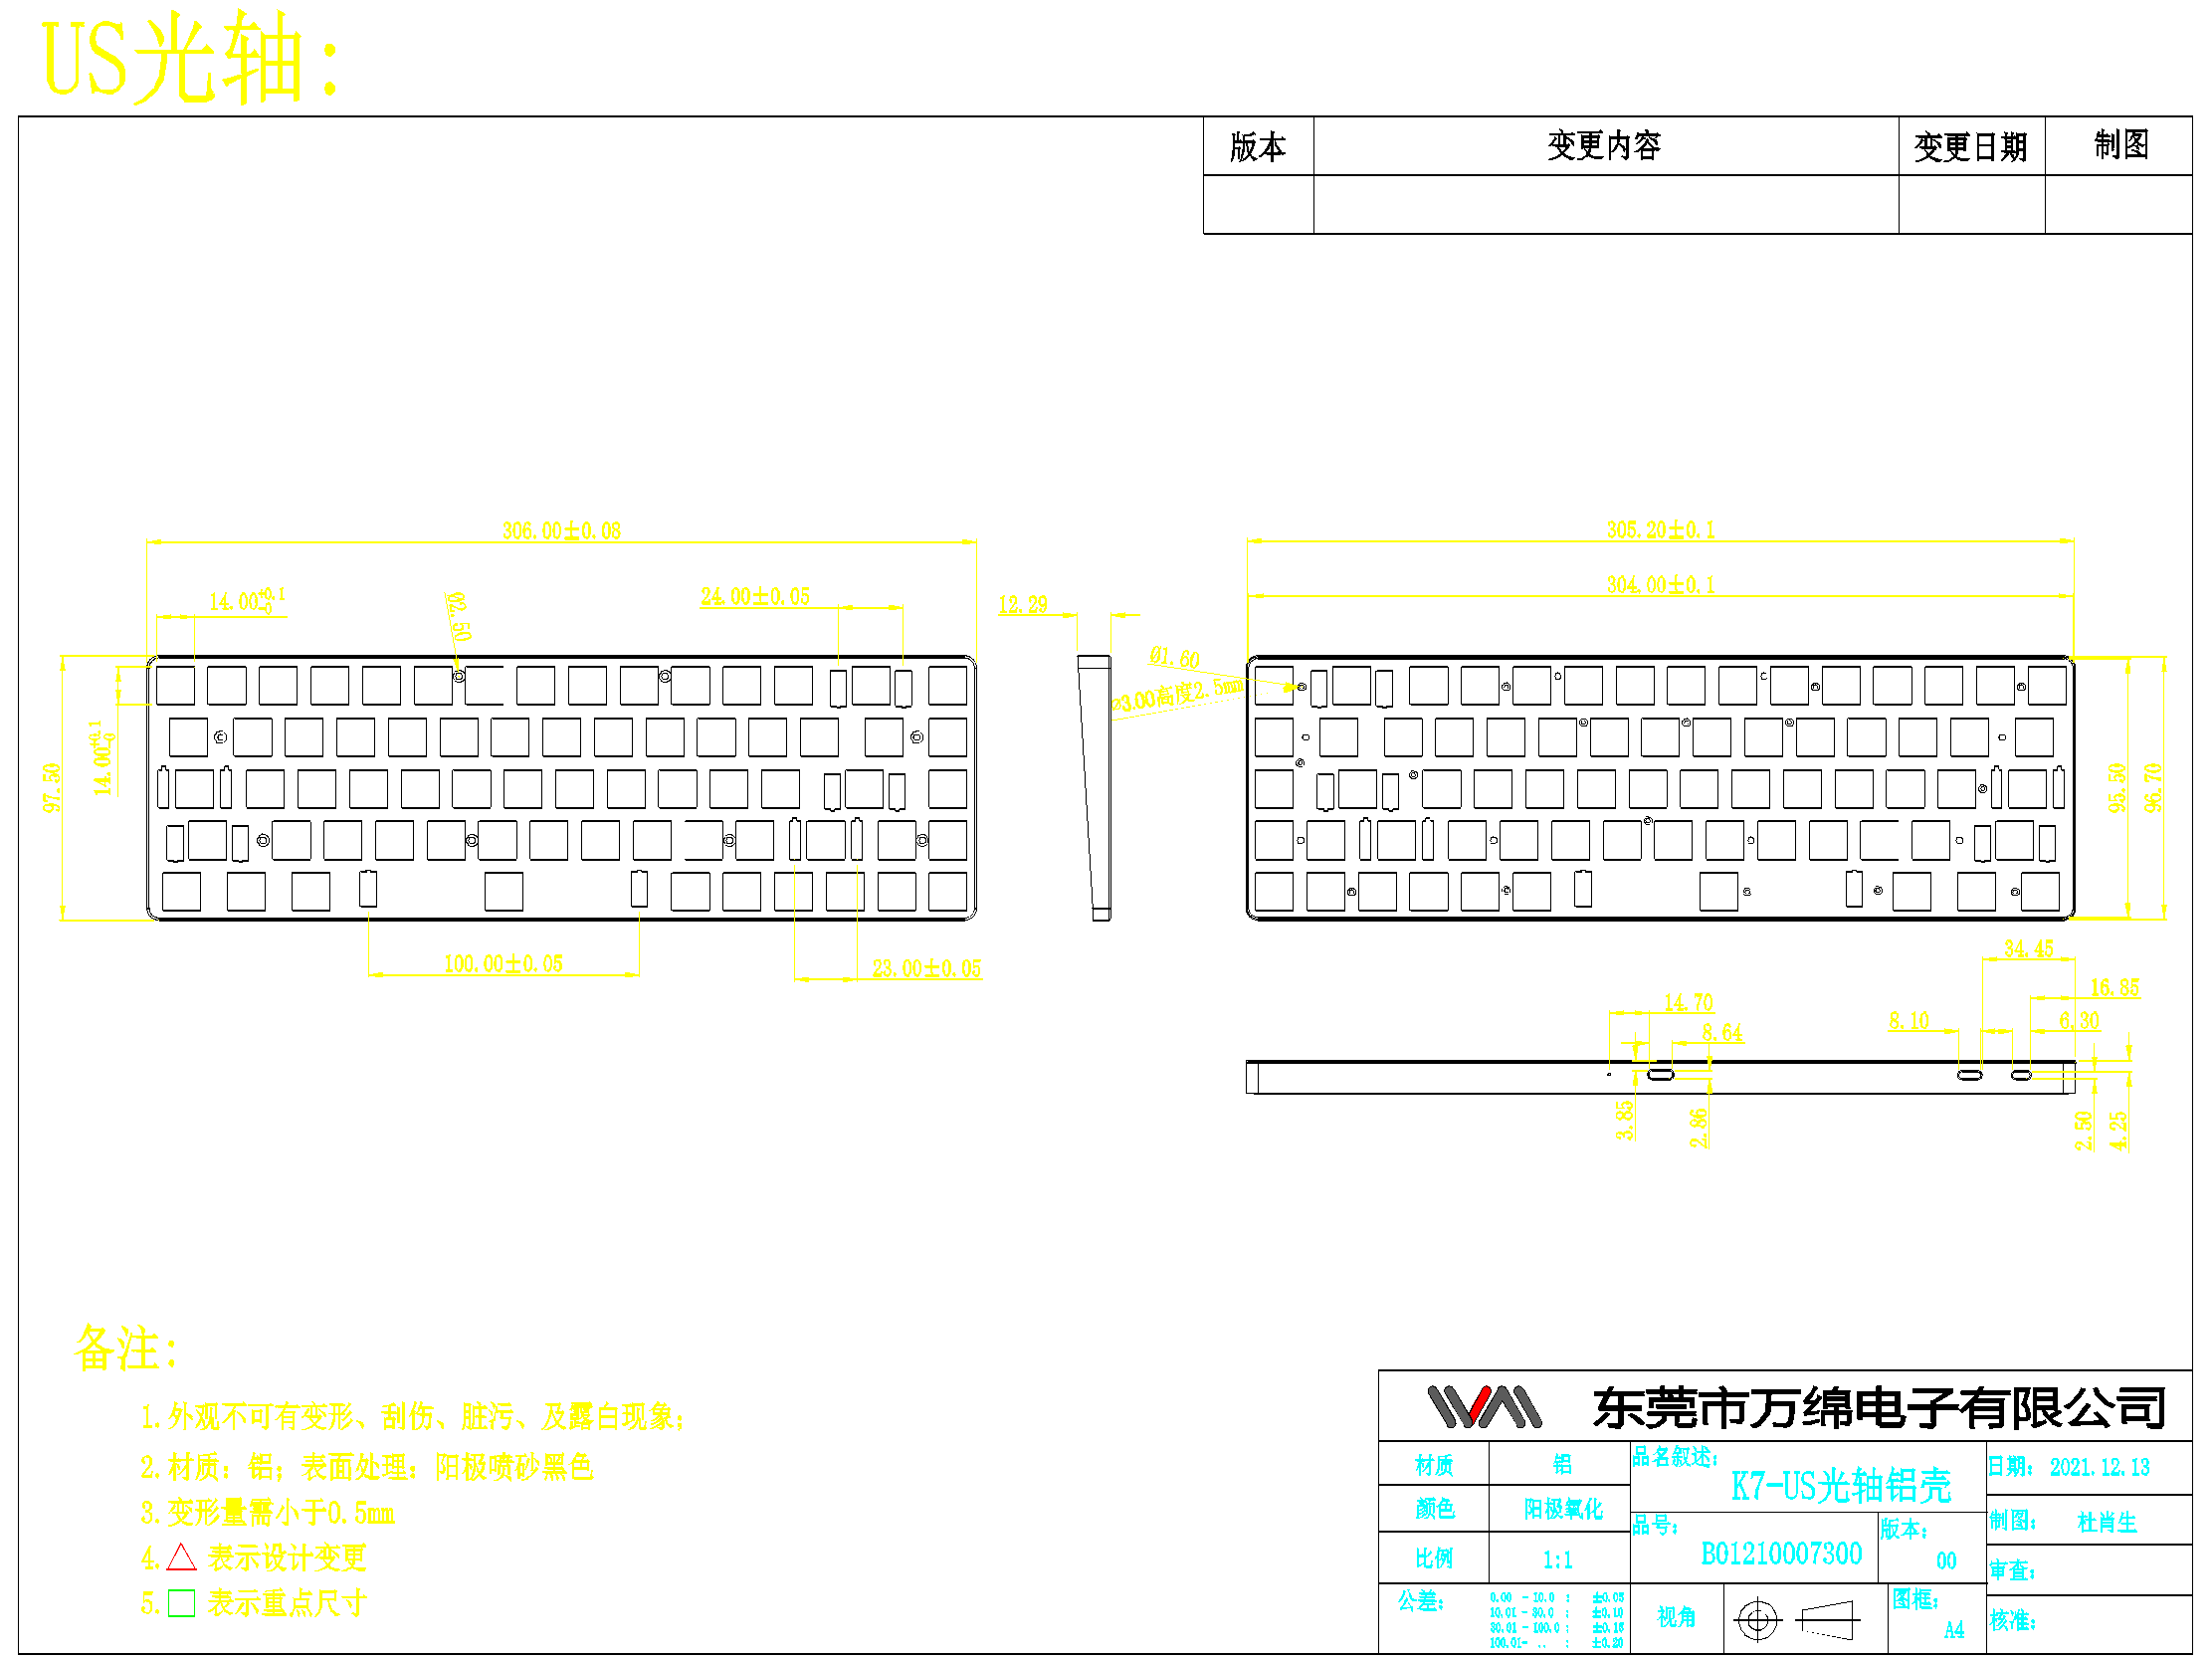 US光轴:
版本 变更内容 变更日期 制图
306.00±0.08
305.20±0.1
304.00±0.1
14.00+0.1 -0
Ø2.50
24.00±0.05
12.29
Ø1.60
⌀3.00高度2.5mm
14.00+0.1 -0
97.50
95.50
96.70
100.00±0.05
23.00±0.05
34.45
16.85
14.70
8.10
6.30
8.64
3.85
2.86
2.50
4.25
备注:
1.外观不可有变形、刮伤、脏污、及露白现象;
2.材质: 铝; 表面处理: 阳极喷砂黑色
3.变形量需小于0.5mm
4. 表示设计变更
5. 表示重点尺寸
东莞市万绵电子有限公司
材质 铝
品名叙述: K7-US光轴铝壳
日期: 2021.12.13
颜色 阳极氧化
制图: 杜肖生
比例 1:1
品号: B01210007300
版本: 00
审查:
公差:
0.00 - 10.0 : ±0.05
10.01 - 30.0 : ±0.10
30.01 - 100.0 : ±0.15
100.01- .. : ±0.20
视角
图框: A4
核准: